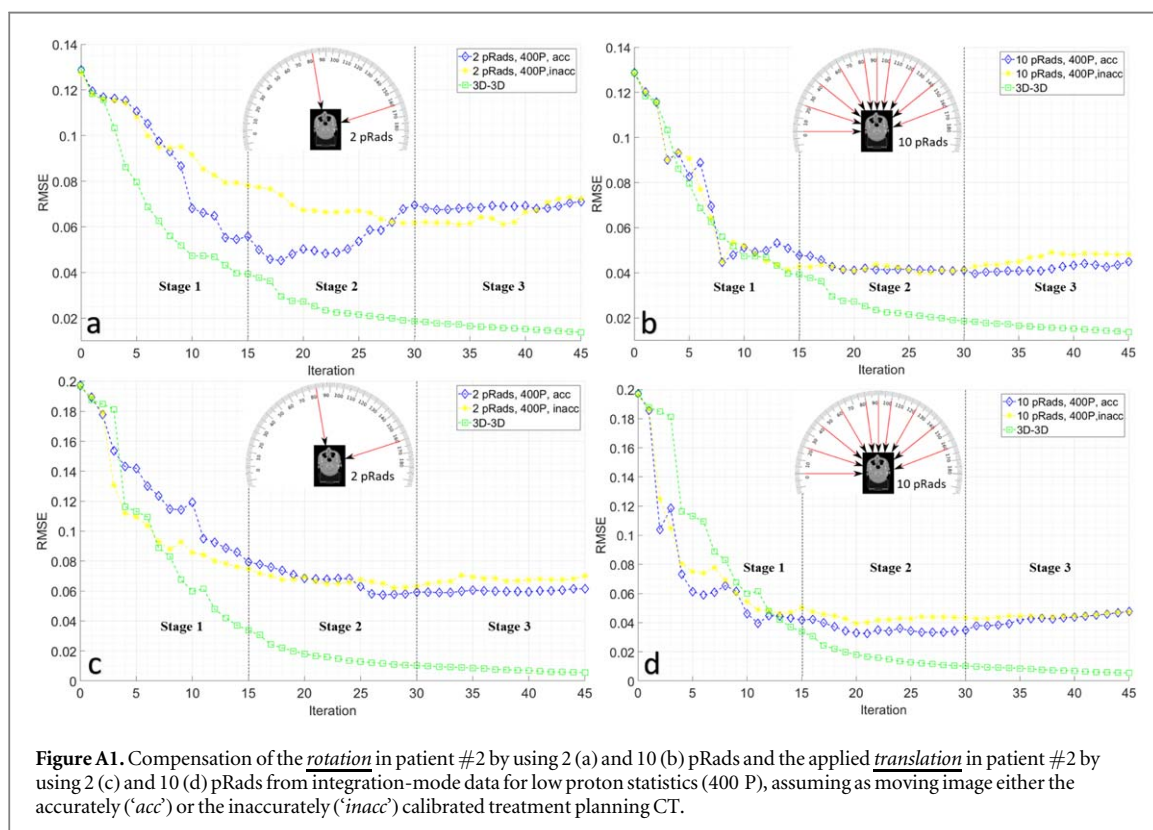 0.14
0.12
0.1
0.08
0.06
0.04
0.02
RMSE
0 5 10 15 20 25 30 35 40 45
Iteration
2 pRads, 400P, acc
2 pRads, 400P,inacc
3D-3D
2 pRads
Stage 1
Stage 2
Stage 3
a
0.14
0.12
0.1
0.08
0.06
0.04
0.02
RMSE
0 5 10 15 20 25 30 35 40 45
Iteration
10 pRads, 400P, acc
10 pRads, 400P,inacc
3D-3D
10 pRads
Stage 1
Stage 2
Stage 3
b
0.2
0.18
0.16
0.14
0.12
0.1
0.08
0.06
0.04
0.02
0
RMSE
0 5 10 15 20 25 30 35 40 45
Iteration
2 pRads, 400P, acc
2 pRads, 400P,inacc
3D-3D
2 pRads
Stage 1
Stage 2
Stage 3
c
0.2
0.18
0.16
0.14
0.12
0.1
0.08
0.06
0.04
0.02
0
RMSE
0 5 10 15 20 25 30 35 40 45
Iteration
10 pRads, 400P, acc
10 pRads, 400P,inacc
3D-3D
10 pRads
Stage 1
Stage 2
Stage 3
d
Figure A1. Compensation of the rotation in patient #2 by using 2 (a) and 10 (b) pRads and the applied translation in patient #2 by
using 2 (c) and 10 (d) pRads from integration-mode data for low proton statistics (400 P), assuming as moving image either the
accurately ('acc') or the inaccurately ('inacc') calibrated treatment planning CT.